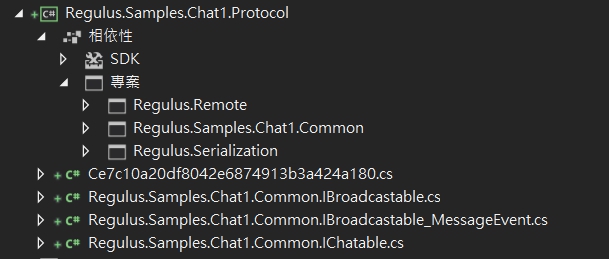 Regulus.Samples.Chat1.Protocol
相依性
SDK
專案
Regulus.Remote
Regulus.Samples.Chat1.Common
Regulus.Serialization
Ce7c10a20df8042e6874913b3a424a180.cs
Regulus.Samples.Chat1.Common.IBroadcastable.cs
Regulus.Samples.Chat1.Common.IBroadcastable_MessageEvent.cs
Regulus.Samples.Chat1.Common.IChatable.cs